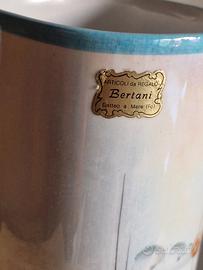 ARTICOLI da REGALO
Bertani
Gatteo a Mare (Fo)